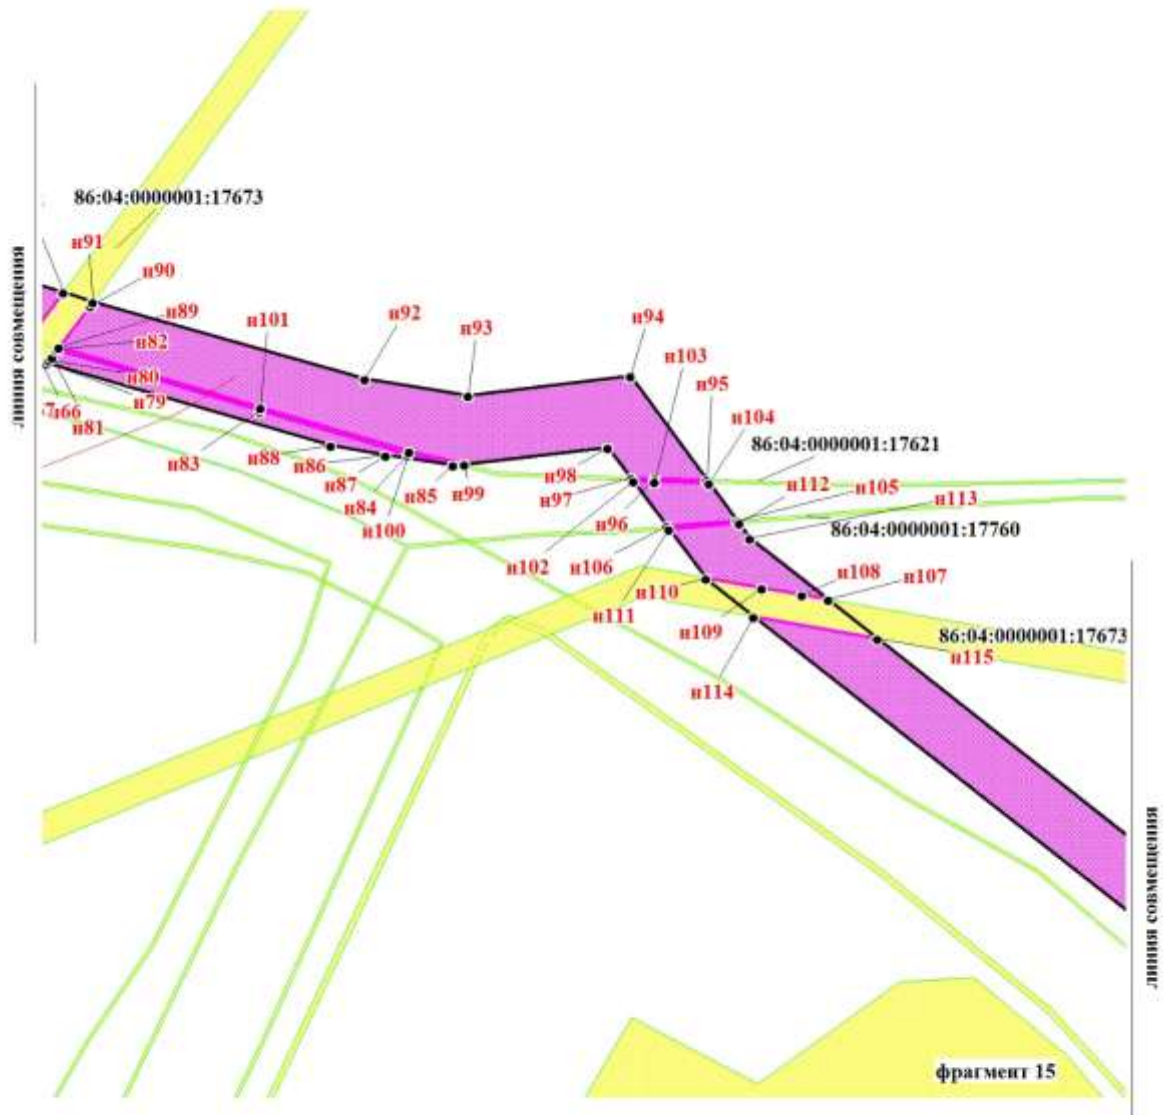 86:04:0000001:17673
н91
н90
н89
н101
н82
н92
н93
н94
н103
н95
н104
86:04:0000001:17621
н80
н79
н66
н81
н83
н88
н86
н87
н84
н85
н99
н100
н98
н97
н96
н112
н105
н113
86:04:0000001:17760
н102
н106
н110
н111
н109
н108
н107
86:04:0000001:17673
н115
н114
линия совмещения
линия совмещения
фрагмент 15